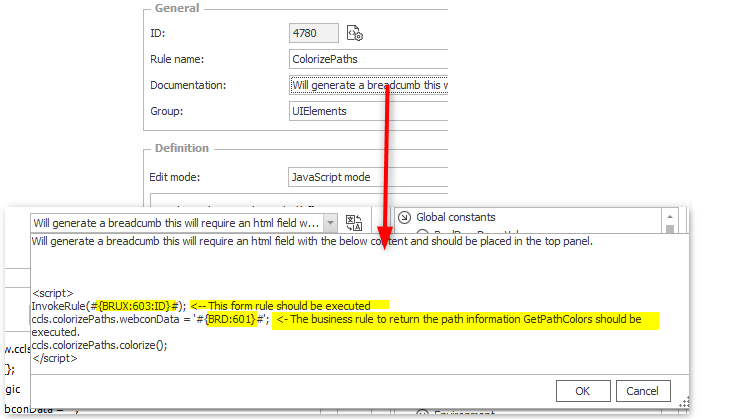 General
ID:
4780
Rule name:
ColorizePaths
Documentation:
Will generate a breadcumb this w
Group:
UIElements
Definition
Edit mode:
JavaScript mode
Will generate a breadcumb this will require an html field w...
Global constants
Will generate a breadcumb this will require an html field with the below content and should be placed in the top panel.
<script>
InvokeRule(#{BRUX:603:ID}#); <-- This form rule should be executed
ccls.colorizePaths.webconData = '#{BRD:601}#'; <- The business rule to return the path information GetPathColors should be
executed.
ccls.colorizePaths.colorize();
</script>
w.ccls
};
gic
OK
Cancel